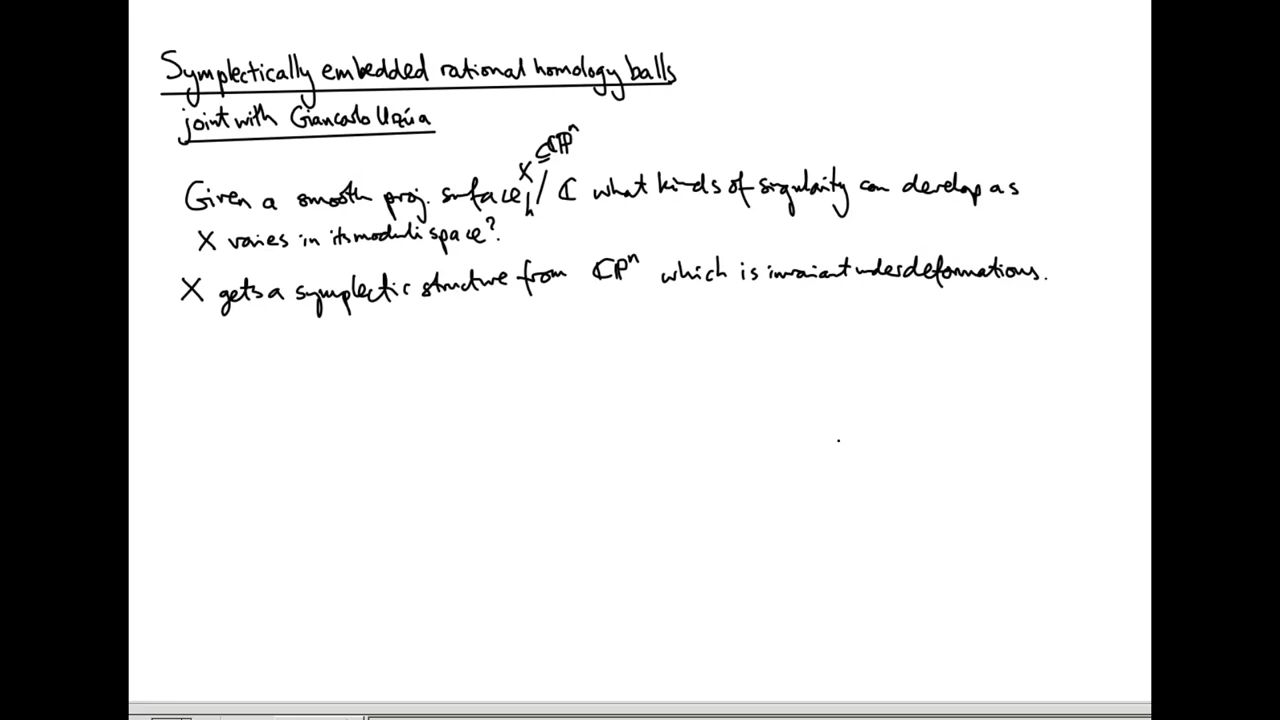 Symplectically embedded rational homology balls
joint with Giancarlo Urzúa
Given a smooth proj. surface X ⊆ ℂP^n / ℂ what kinds of singularity can develop as
X varies in its moduli space?
X gets a symplectic structure from ℂP^n which is invariant under deformations.